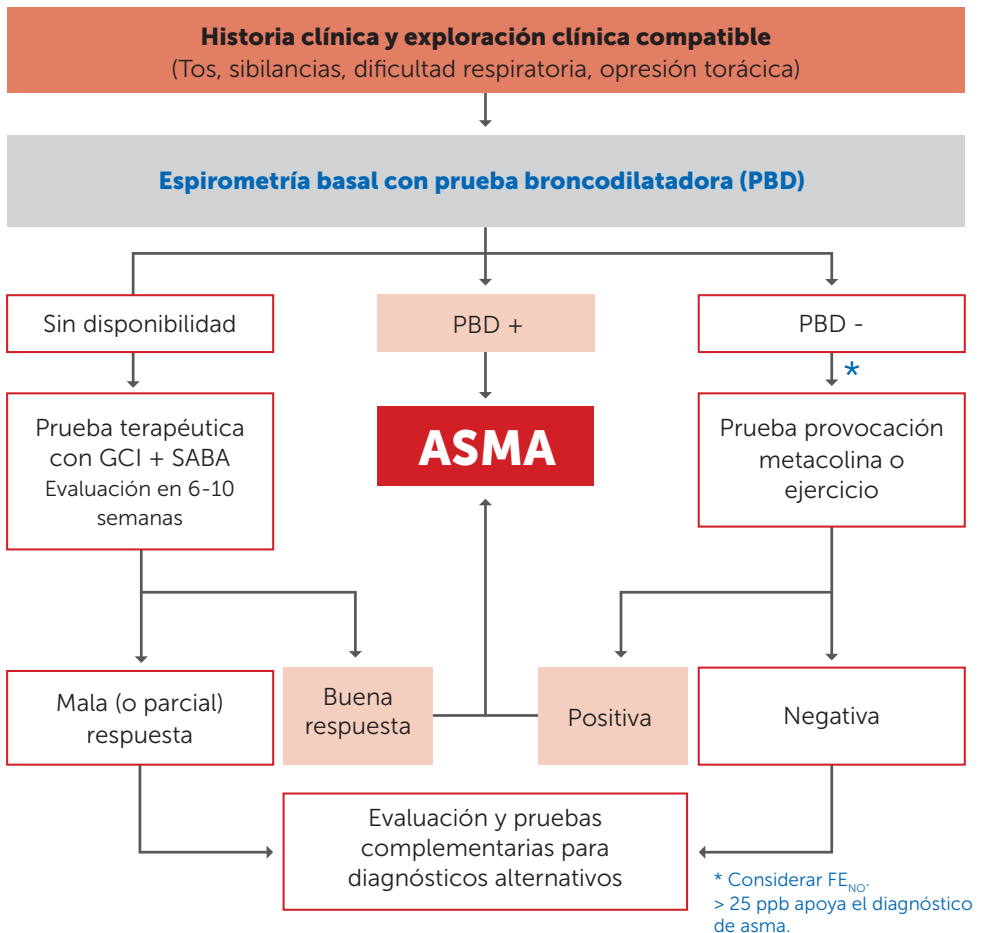 Historia clínica y exploración clínica compatible
(Tos, sibilancias, dificultad respiratoria, opresión torácica)
Espirometría basal con prueba broncodilatadora (PBD)
Sin disponibilidad
PBD +
PBD -
*
Prueba terapéutica
con GCI + SABA
Evaluación en 6-10
semanas
ASMA
Prueba provocación
metacolina o
ejercicio
Mala (o parcial)
respuesta
Buena
respuesta
Positiva
Negativa
Evaluación y pruebas
complementarias para
diagnósticos alternativos
* Considerar FENO.
> 25 ppb apoya el diagnóstico
de asma.